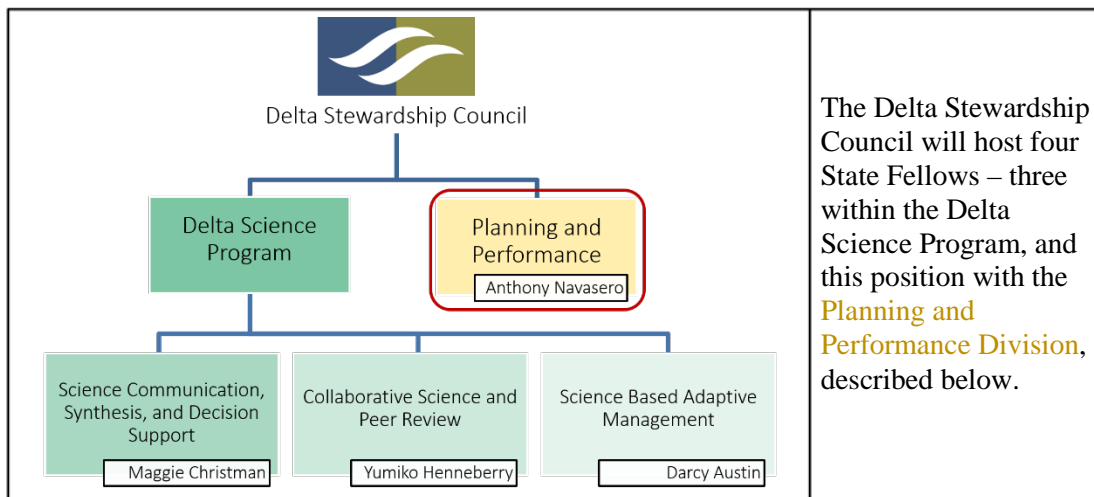 Delta Stewardship Council
Delta Science
Program
Planning and
Performance
Anthony Navasero
Science Communication,
Synthesis, and Decision
Support
Maggie Christman
Collaborative Science and
Peer Review
Yumiko Henneberry
Science Based Adaptive
Management
Darcy Austin
The Delta Stewardship
Council will host four
State Fellows – three
within the Delta
Science Program, and
this position with the
Planning and
Performance Division,
described below.